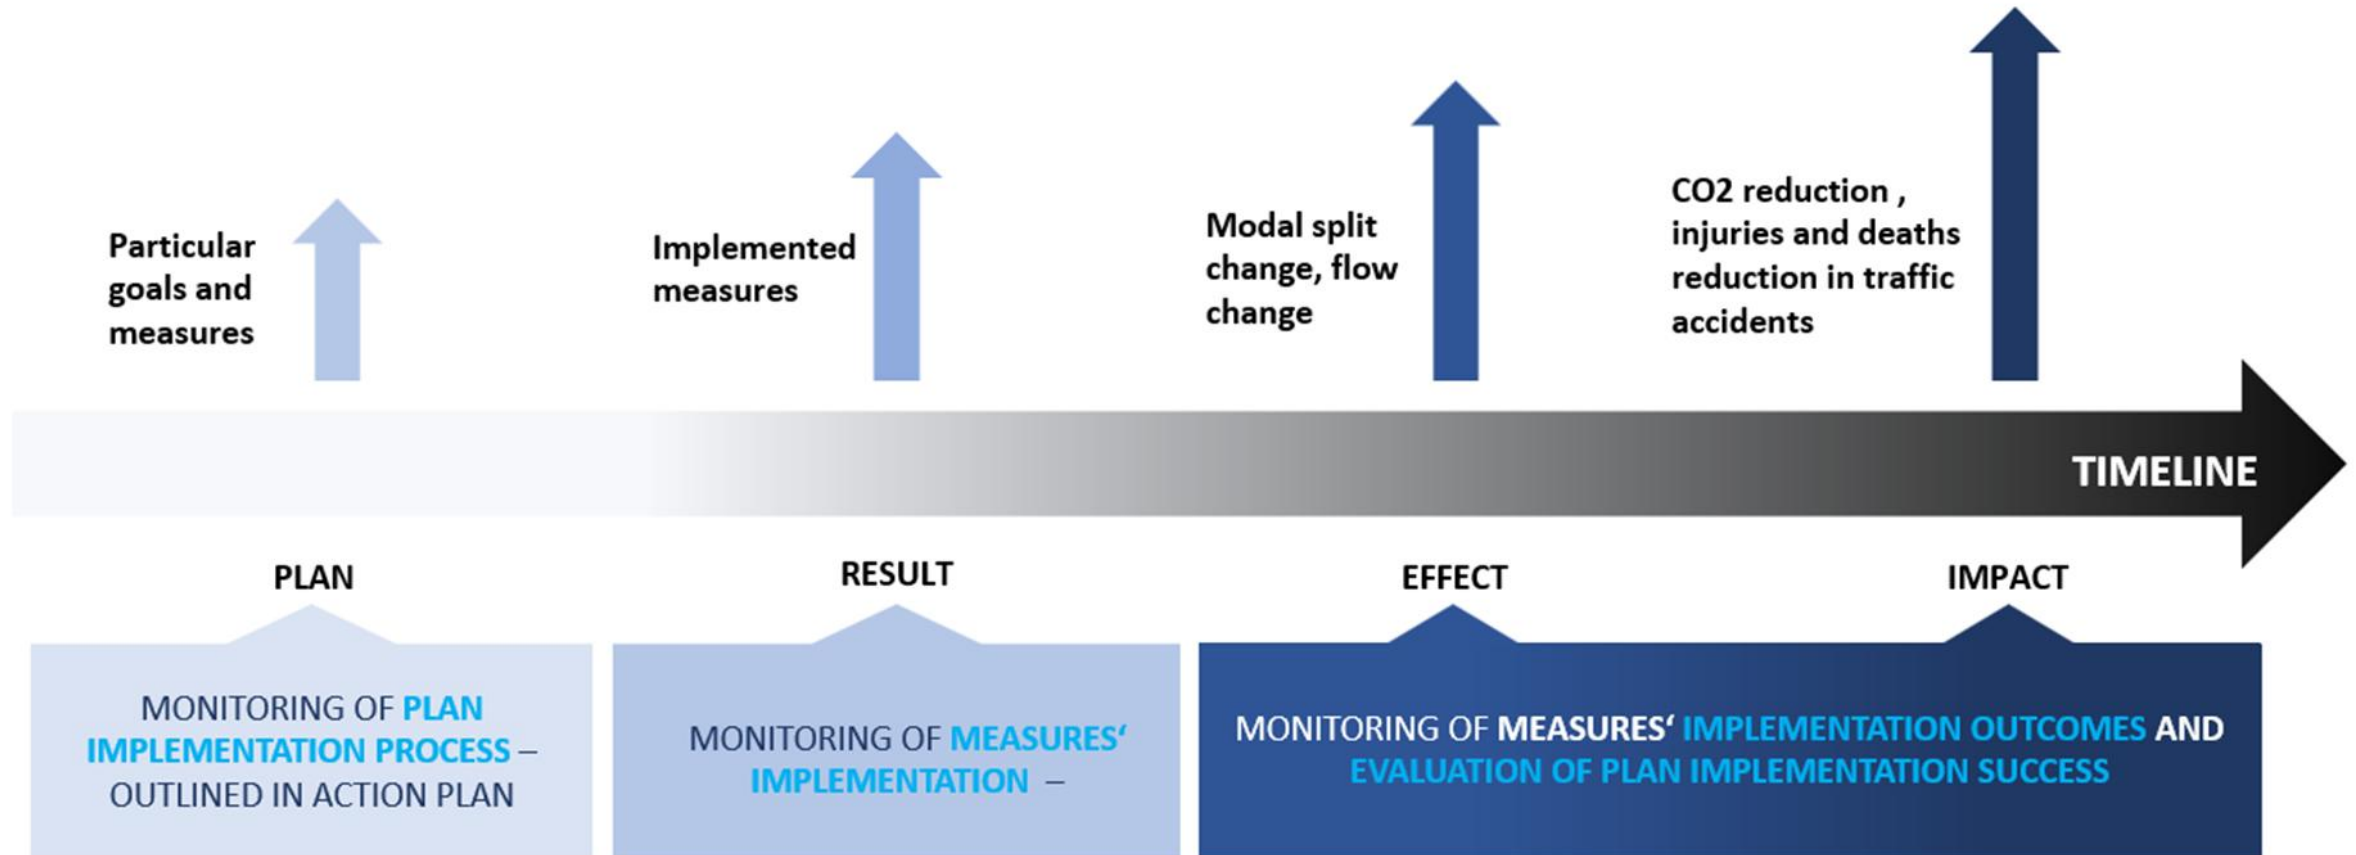 Particular
goals and
measures
Implemented
measures
Modal split
change, flow
change
CO2 reduction ,
injuries and deaths
reduction in traffic
accidents
TIMELINE
PLAN
RESULT
EFFECT
IMPACT
MONITORING OF PLAN
IMPLEMENTATION PROCESS –
OUTLINED IN ACTION PLAN
MONITORING OF MEASURES‘
IMPLEMENTATION –
MONITORING OF MEASURES‘ IMPLEMENTATION OUTCOMES AND
EVALUATION OF PLAN IMPLEMENTATION SUCCESS